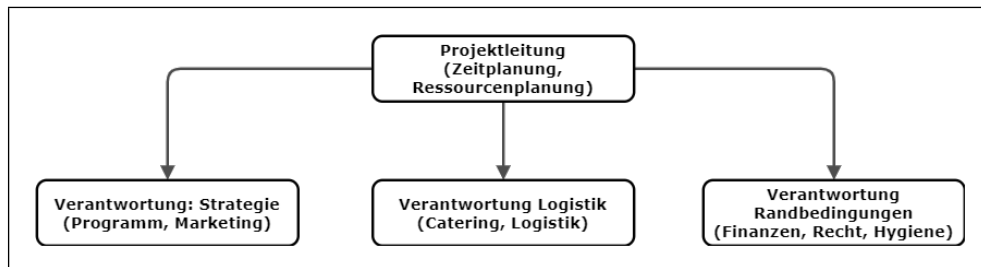 Projektleitung
(Zeitplanung,
Ressourcenplanung)
Verantwortung: Strategie
(Programm, Marketing)
Verantwortung Logistik
(Catering, Logistik)
Verantwortung
Randbedingungen
(Finanzen, Recht, Hygiene)